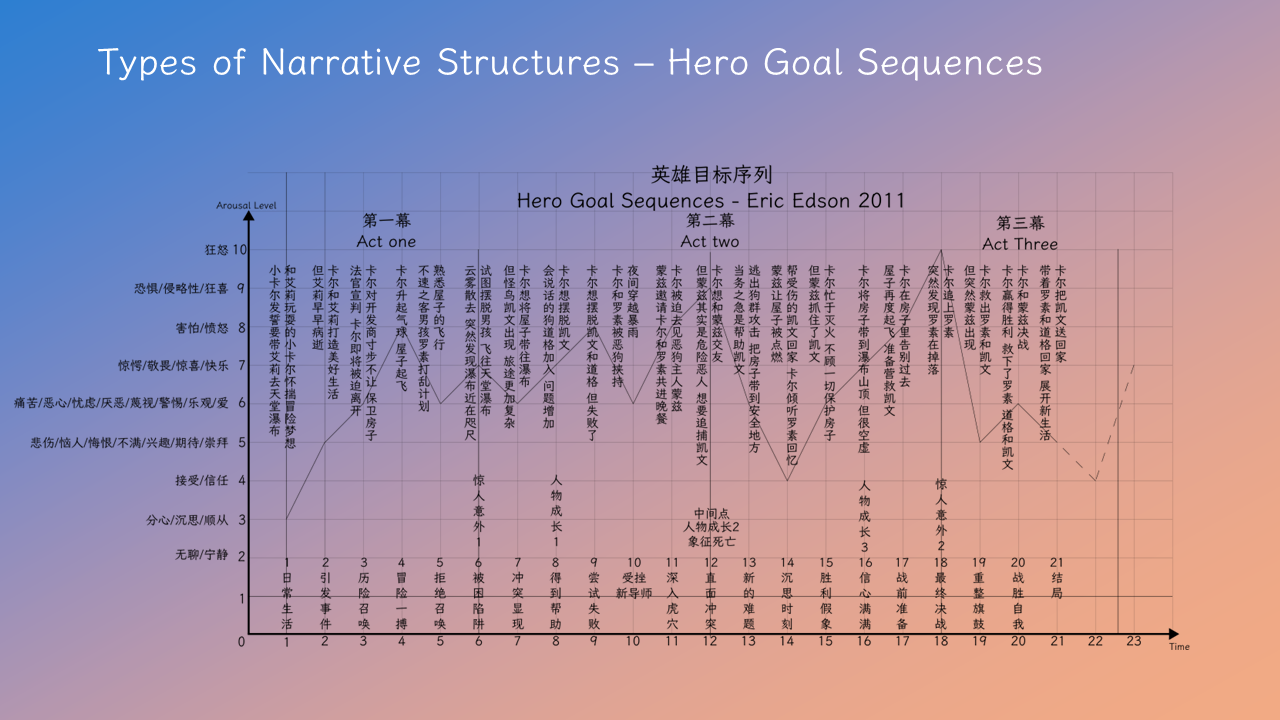 Types of Narrative Structures – Hero Goal Sequences
英雄目标序列
Hero Goal Sequences - Eric Edson 2011
Arousal Level
第一幕
Act one
第二幕
Act two
第三幕
Act Three
狂怒 10
恐惧/侵略性/狂喜 9
害怕/愤怒 8
惊愕/敬畏/惊喜/快乐 7
痛苦/恶心/忧虑/厌恶/蔑视/警惕/乐观/爱 6
悲伤/恼人/悔恨/不满/兴趣/期待/崇拜 5
接受/信任 4
分心/沉思/顺从 3
无聊/宁静 2
1
0
和艾莉玩耍的小卡尔怀揣冒险梦想
小卡尔发誓要带艾莉去天堂瀑布
卡尔和艾莉打造美好生活
但艾莉早早病逝
卡尔对开发商寸步不让 保卫房子
法官宣判 卡尔即将被迫离开
卡尔升起气球 屋子起飞
熟悉屋子的飞行
不速之客男孩罗素打乱计划
试图摆脱男孩 飞往天堂瀑布
云雾散去 突然发现瀑布近在咫尺
卡尔想将屋子带往瀑布
但怪鸟凯文出现 旅途更加复杂
卡尔想摆脱凯文
会说话的狗道格加入 问题增加
卡尔想摆脱凯文和道格 但失败了
夜间穿越暴雨
卡尔和罗素被恶狗挟持
卡尔被迫去见恶狗主人蒙兹
蒙兹邀请卡尔和罗素共进晚餐
卡尔想和蒙兹交友
但蒙兹其实是危险恶人 想要追捕凯文
逃出狗群攻击 把房子带到安全地方
当务之急是帮助凯文
帮受伤的凯文回家 卡尔倾听罗素回忆
蒙兹让屋子被点燃
卡尔忙于灭火 不顾一切保护房子
但蒙兹抓住了凯文
卡尔将房子带到瀑布山顶 但很空虚
卡尔在房子里告别过去
屋子再度起飞 准备营救凯文
卡尔追上罗素
突然发现罗素在掉落
卡尔救出罗素和凯文
但突然蒙兹出现
卡尔和蒙兹决战
卡尔赢得胜利 救下了罗素 道格和凯文
卡尔把凯文送回家
带着罗素和道格回家 展开新生活
惊人意外1
人物成长1
中间点
人物成长2
象征死亡
人物成长3
惊人意外2
1 日常生活
2 引发事件
3 历险召唤
4 冒险一搏
5 拒绝召唤
6 被困陷阱
7 冲突显现
8 得到帮助
9 尝试失败
10 受挫 新导师
11 深入虎穴
12 直面冲突
13 新的难题
14 沉思时刻
15 胜利假象
16 信心满满
17 战前准备
18 最终决战
19 重整旗鼓
20 战胜自我
21 结局
1 2 3 4 5 6 7 8 9 10 11 12 13 14 15 16 17 18 19 20 21 22 23
Time